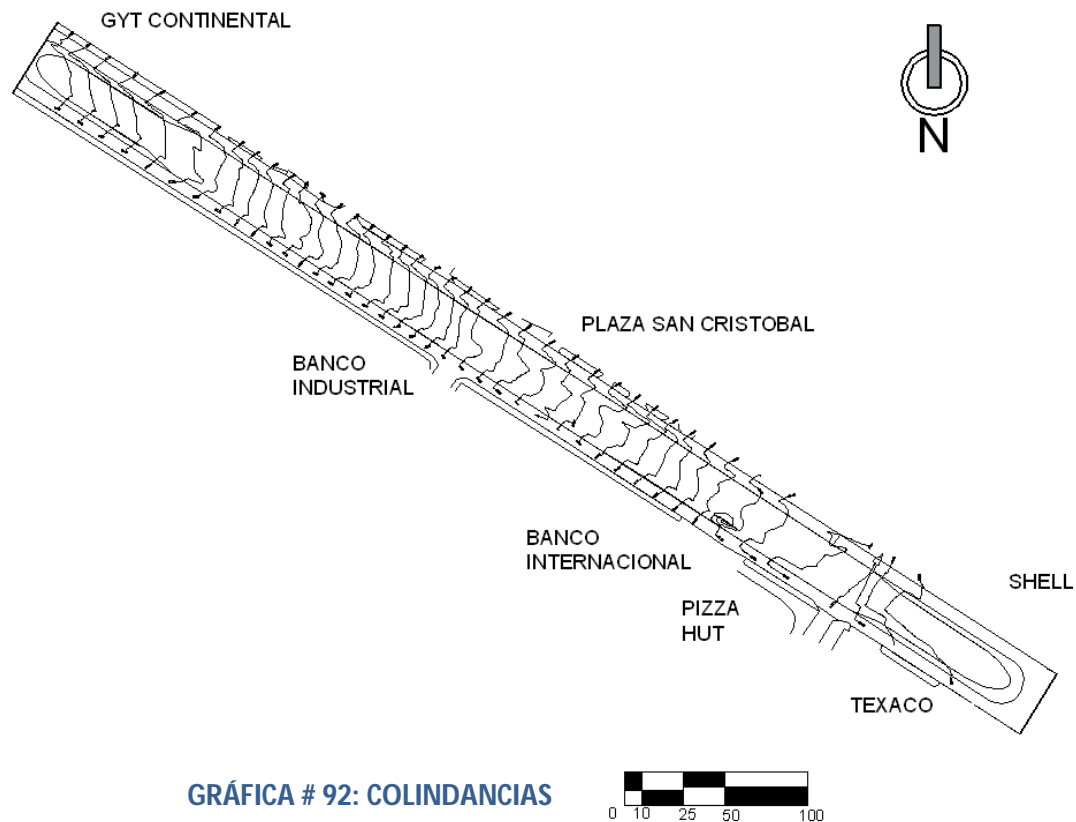 GYT CONTINENTAL
N
PLAZA SAN CRISTOBAL
BANCO
INDUSTRIAL
BANCO
INTERNACIONAL
SHELL
PIZZA
HUT
TEXACO
GRÁFICA # 92: COLINDANCIAS
0 10 25 50 100